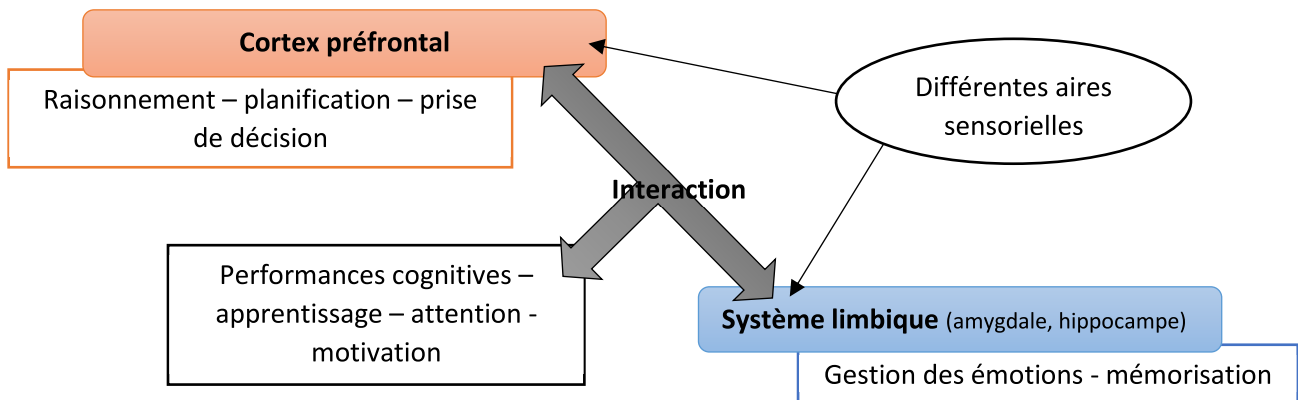 Cortex préfrontal
Raisonnement – planification – prise
de décision
Différentes aires
sensorielles
Interaction
Performances cognitives –
apprentissage – attention -
motivation
Système limbique (amygdale, hippocampe)
Gestion des émotions - mémorisation